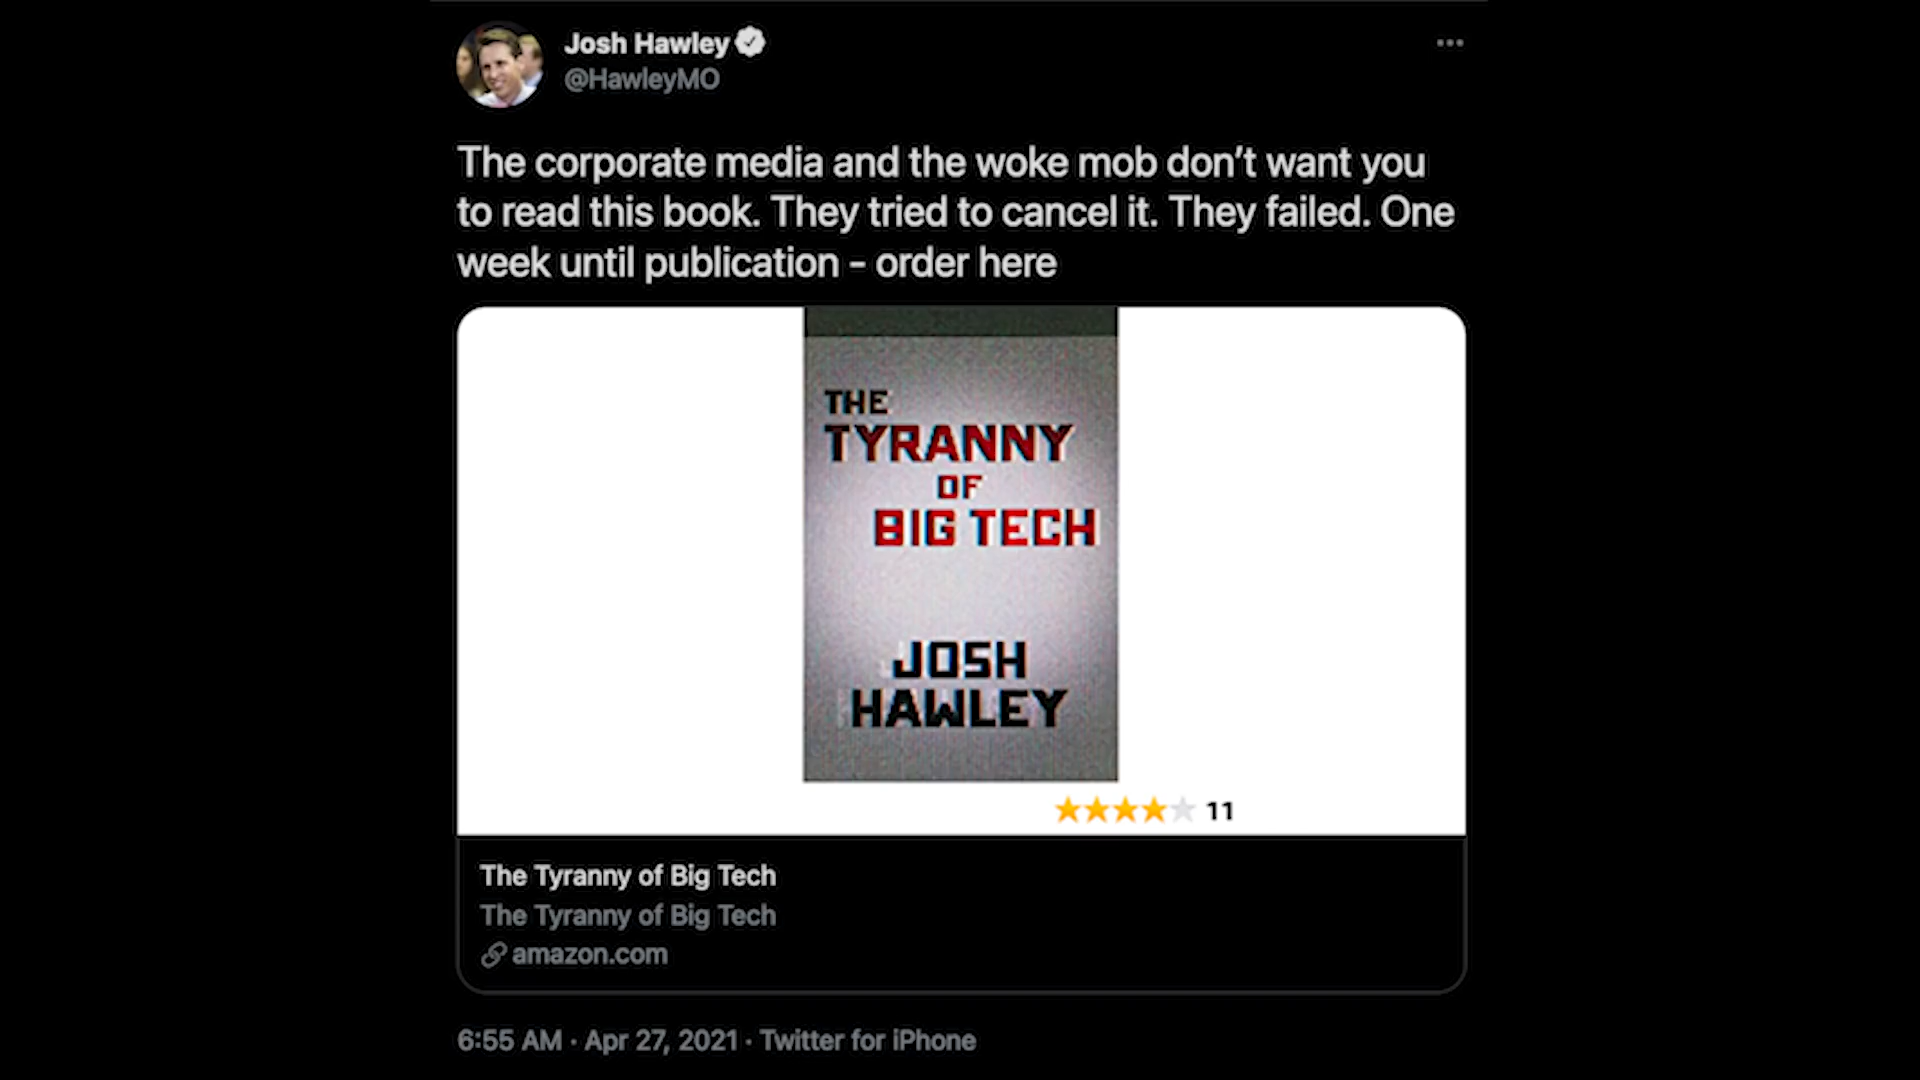 Josh Hawley
@HawleyMO
The corporate media and the woke mob don’t want you
to read this book. They tried to cancel it. They failed. One
week until publication - order here
THE
TYRANNY
OF
BIG TECH
JOSH
HAWLEY
11
The Tyranny of Big Tech
The Tyranny of Big Tech
amazon.com
6:55 AM · Apr 27, 2021 · Twitter for iPhone